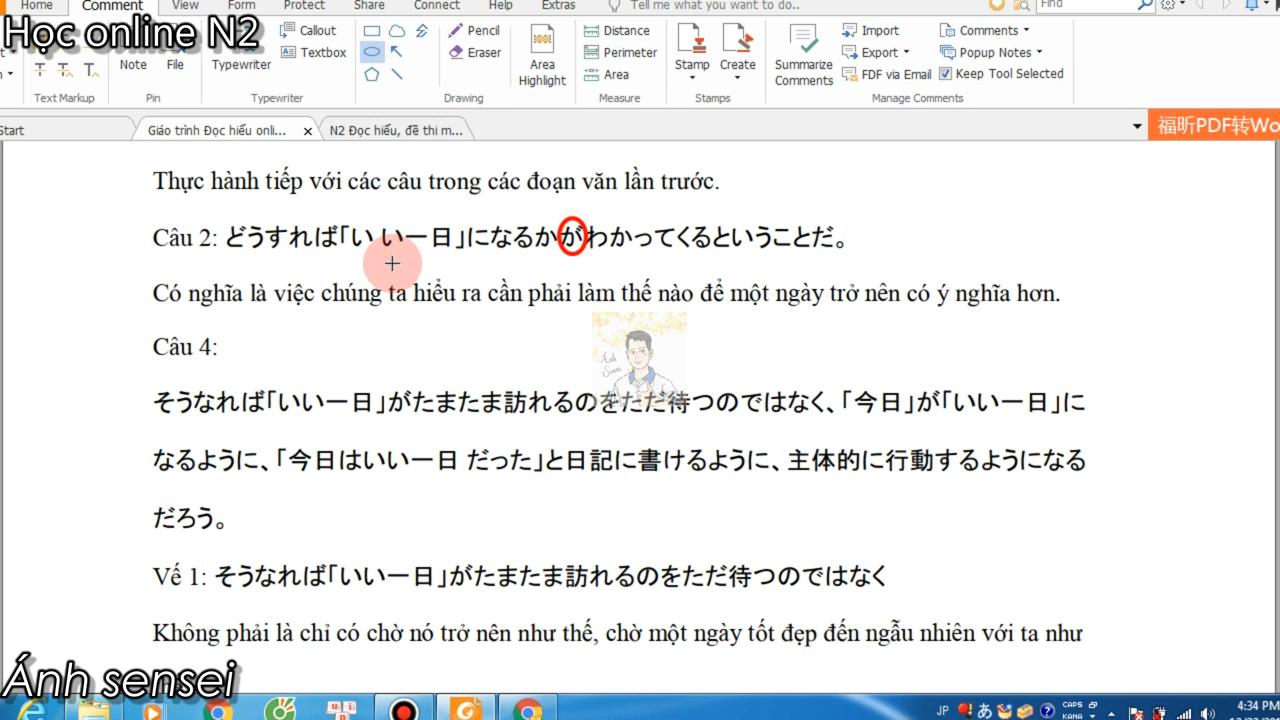 Home Comment View Form Protect Share Connect Help Extras Tell me what you want to do.. Find
Học online N2
Note File
Typewriter
Callout
Textbox
Pencil
Eraser
Area Highlight
Distance
Perimeter
Area
Stamp Create
Summarize Comments
Import
Export
FDF via Email
Comments
Popup Notes
Keep Tool Selected
Text Markup Pin Typewriter Drawing Measure Stamps Manage Comments
Start Giáo trình Đọc hiểu onli... N2 Đọc hiểu, đề thi m... 福昕PDF转Wo
Thực hành tiếp với các câu trong các đoạn văn lần trước.
Câu 2: どうすれば「い い一日」になるかがわかってくるということだ。
Có nghĩa là việc chúng ta hiểu ra cần phải làm thế nào để một ngày trở nên có ý nghĩa hơn.
Ánh Sensei
Câu 4:
そうなれば「いい一日」がたまたま訪れるのをただ待つのではなく、「今日」が「いい一日」に
なるように、「今日はいい一日 だった」と日記に書けるように、主体的に行動するようになる
だろう。
Vế 1: そうなれば「いい一日」がたまたま訪れるのをただ待つのではなく
Không phải là chỉ có chờ nó trở nên như thế, chờ một ngày tốt đẹp đến ngẫu nhiên với ta như
Ánh sensei
JP あ CAPS KANA 4:34 PM